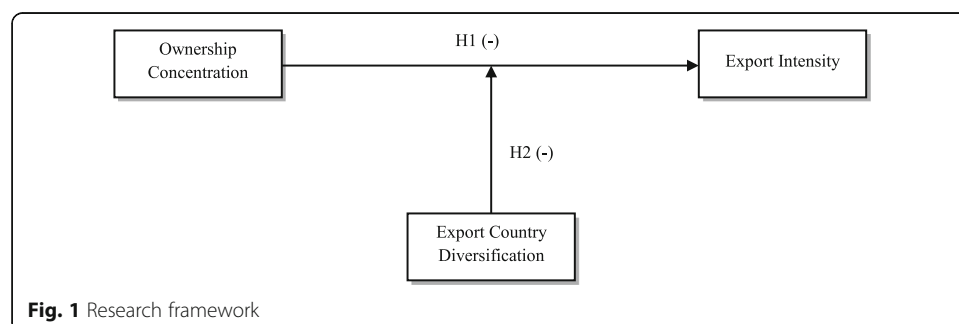 H1 (-)
Ownership
Concentration
Export Intensity
H2 (-)
Export Country
Diversification
Fig. 1 Research framework